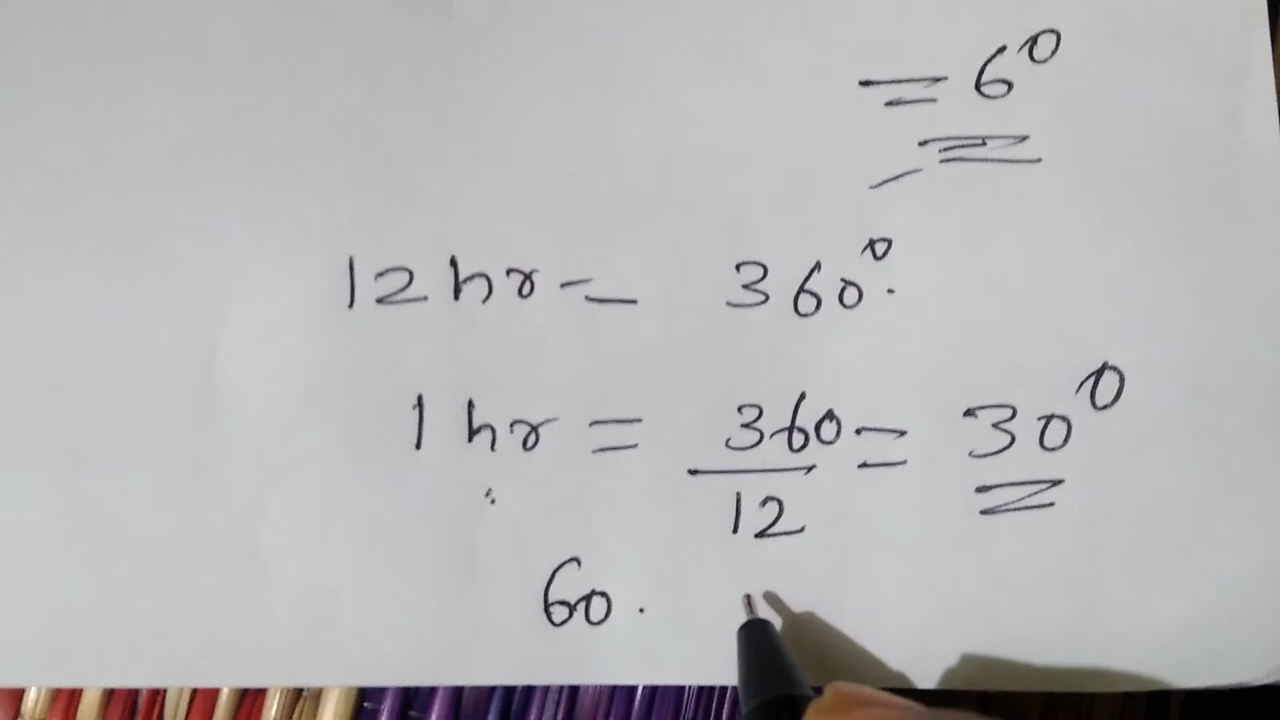 = 6°
12 hr - 360°.
1 hr = 360/12 = 30°
60.